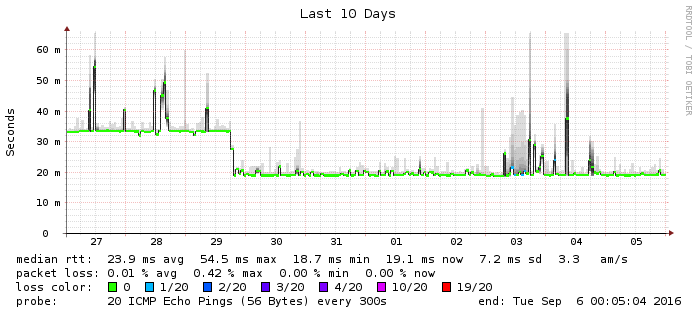 Last 10 Days
RRDTOOL / TOBI OETIKER
Seconds
60 m
50 m
40 m
30 m
20 m
10 m
0
27 28 29 30 31 01 02 03 04 05
median rtt: 23.9 ms avg 54.5 ms max 18.7 ms min 19.1 ms now 7.2 ms sd 3.3 am/s
packet loss: 0.01 % avg 0.42 % max 0.00 % min 0.00 % now
loss color: 0 1/20 2/20 3/20 4/20 10/20 19/20
probe: 20 ICMP Echo Pings (56 Bytes) every 300s end: Tue Sep 6 00:05:04 2016